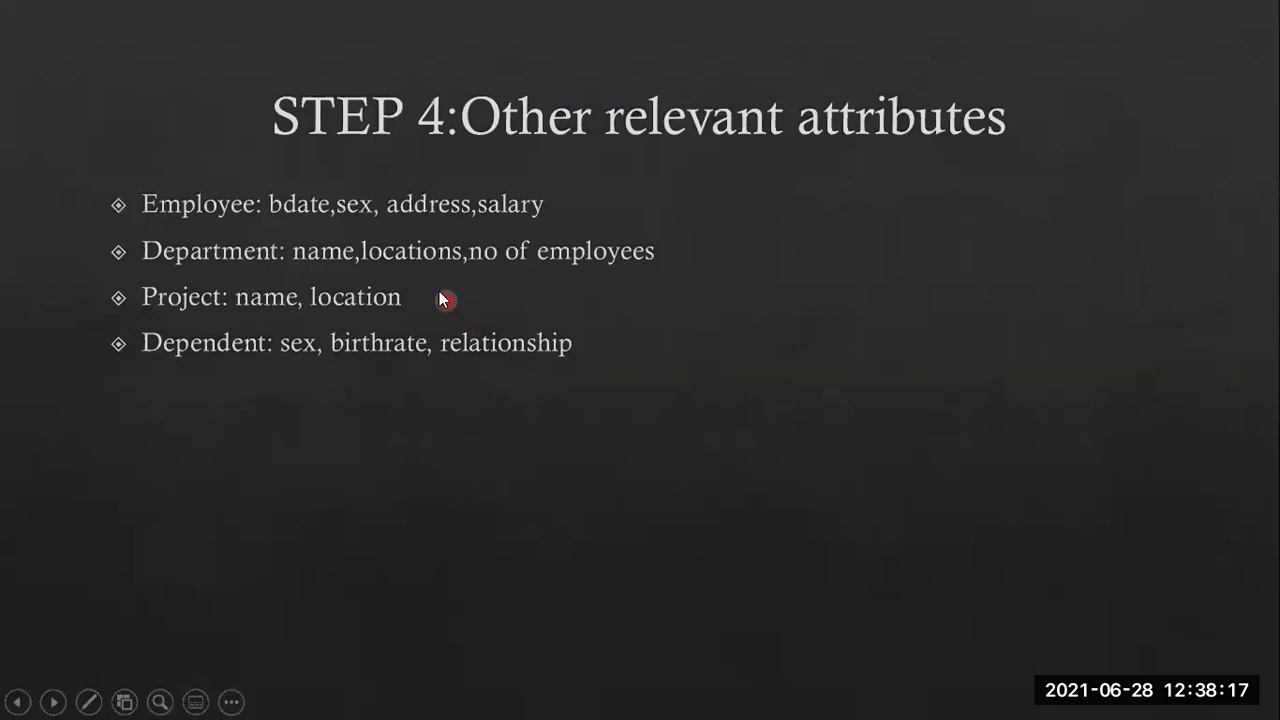 STEP 4:Other relevant attributes
Employee: bdate,sex, address,salary
Department: name,locations,no of employees
Project: name, location
Dependent: sex, birthrate, relationship
2021-06-28 12:38:17